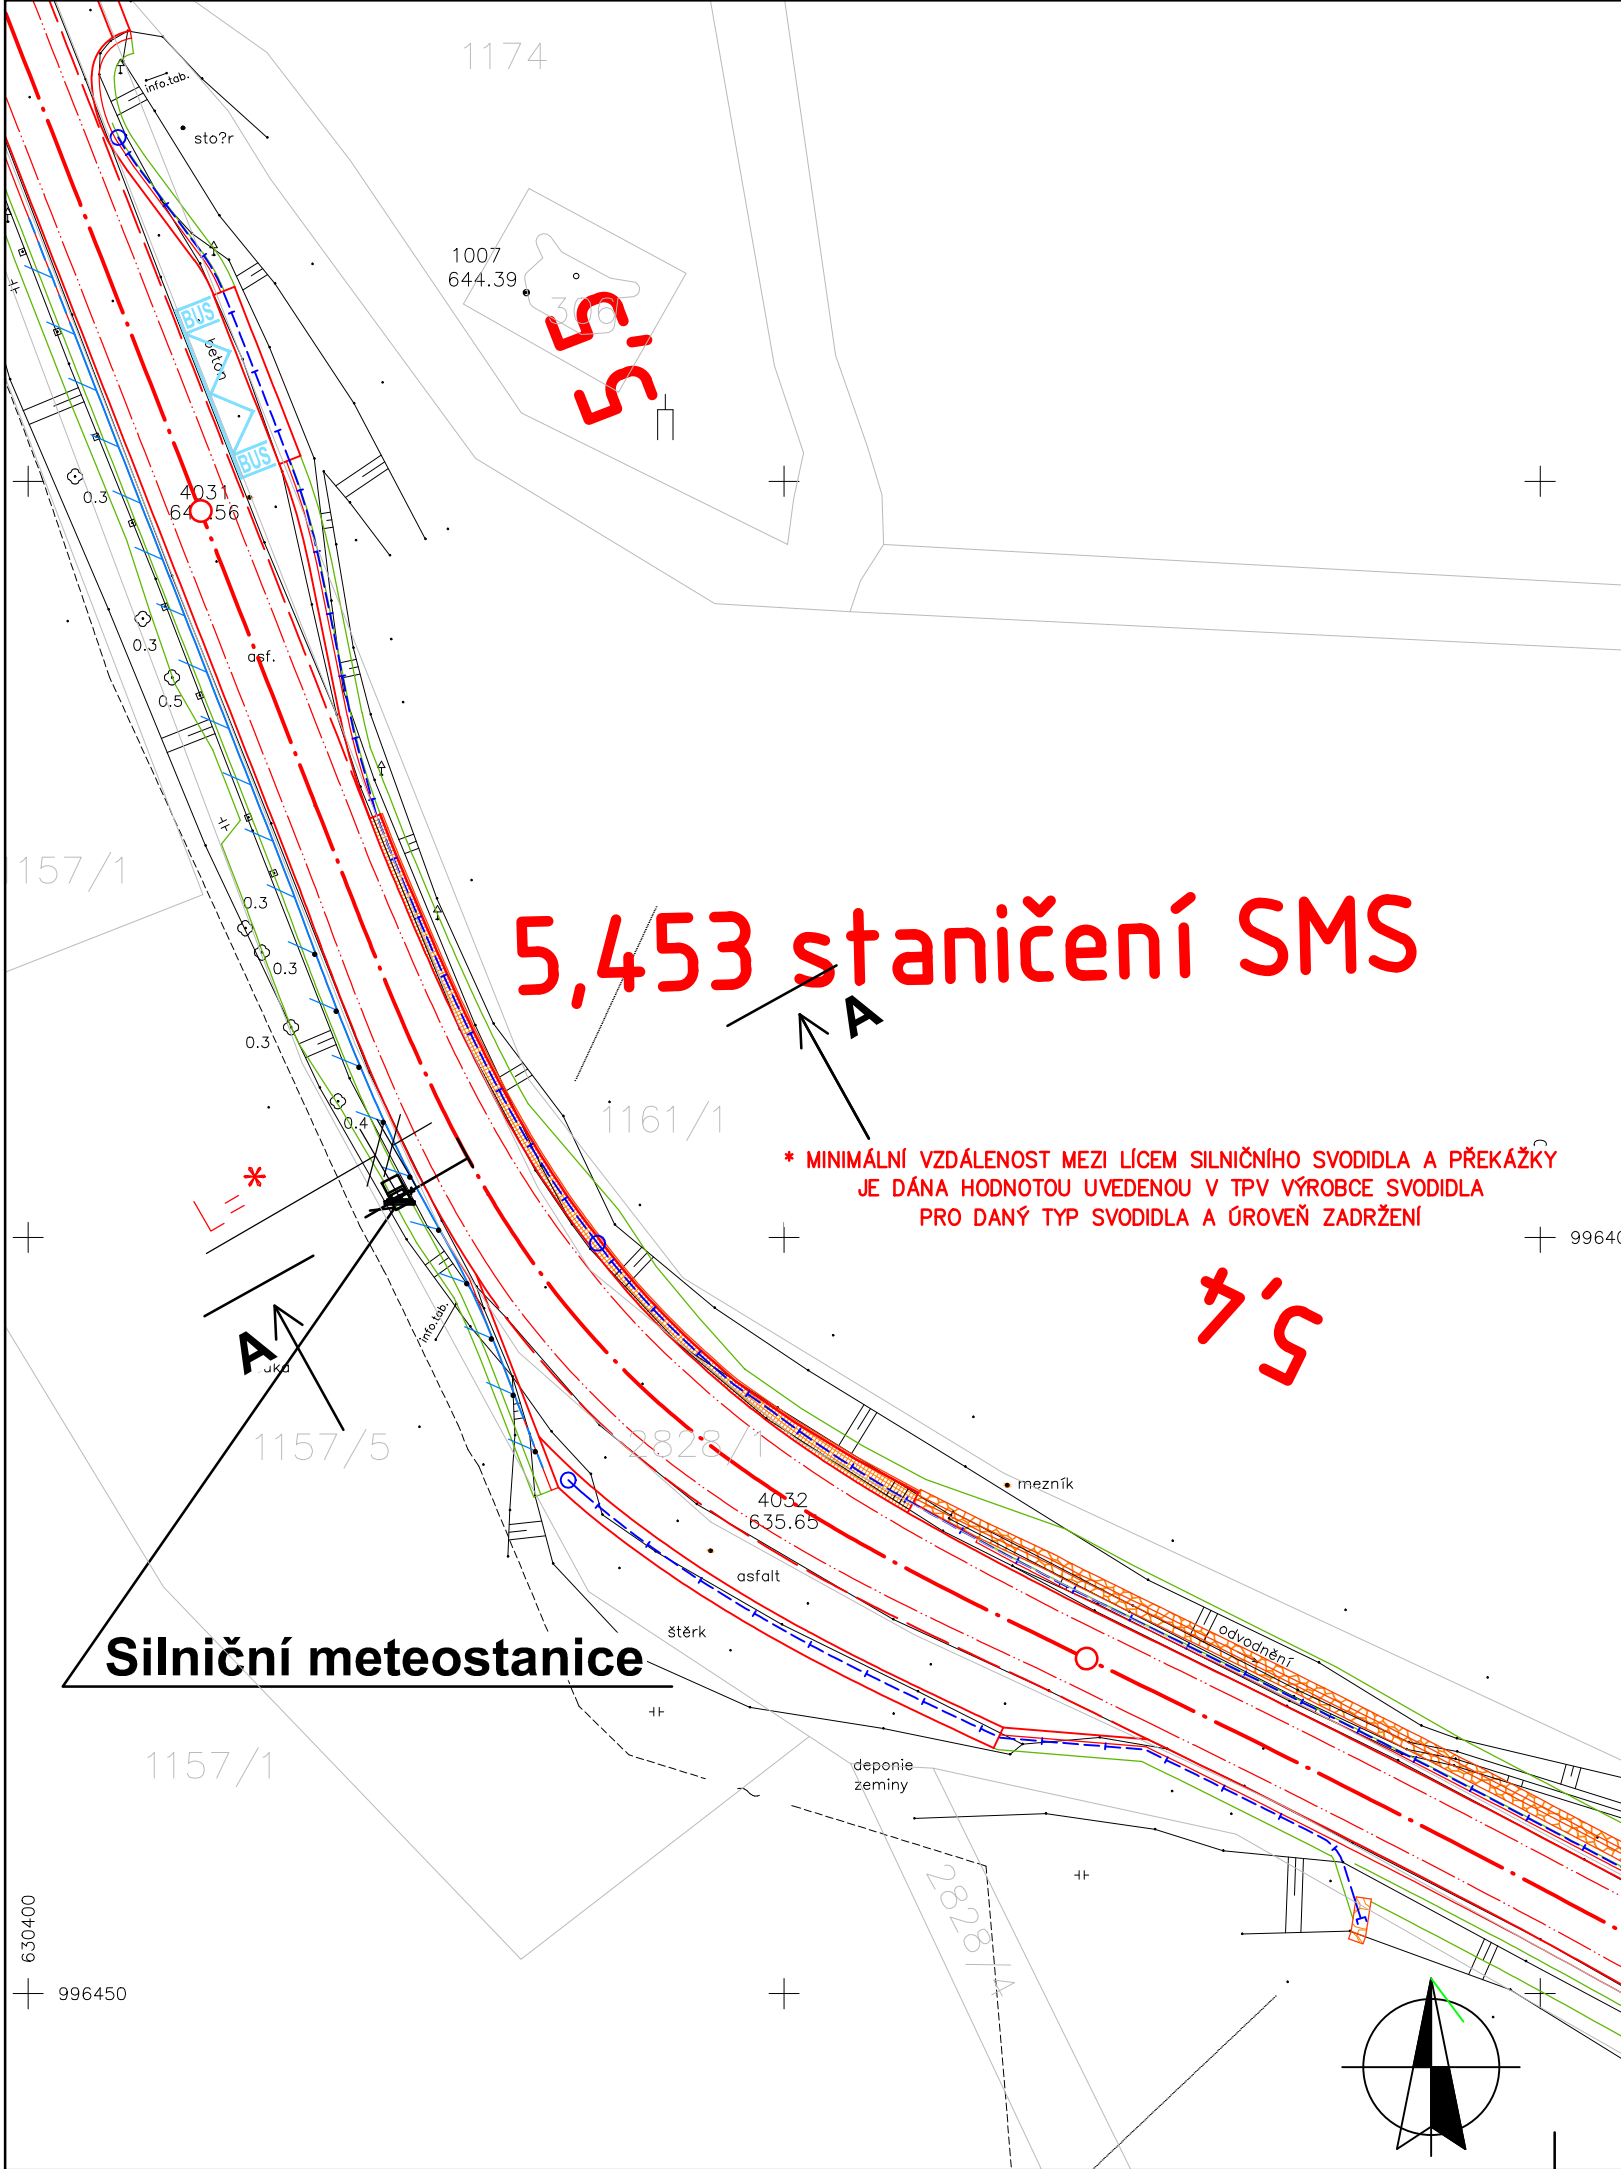 1174
info.tab.
sto?r
1007
644.39
306
5,5
BUS
beton
BUS
0.3
4031
0.3
asf.
0.5
1157/1
0.3
5,453 staničení SMS
0.3
A
0.3
0.4
1161/1
* MINIMÁLNÍ VZDÁLENOST MEZI LÍCEM SILNIČNÍHO SVODIDLA A PŘEKÁŽKY
JE DÁNA HODNOTOU UVEDENOU V TPV VÝROBCE SVODIDLA
PRO DANÝ TYP SVODIDLA A ÚROVEŇ ZADRŽENÍ
*
99640
5,4
info.tab.
A
1157/5
2828/1
mezník
4032
635.65
asfalt
štěrk
odvodnění
Silniční meteostanice
1157/1
deponie
zeminy
2828/4
630400
996450